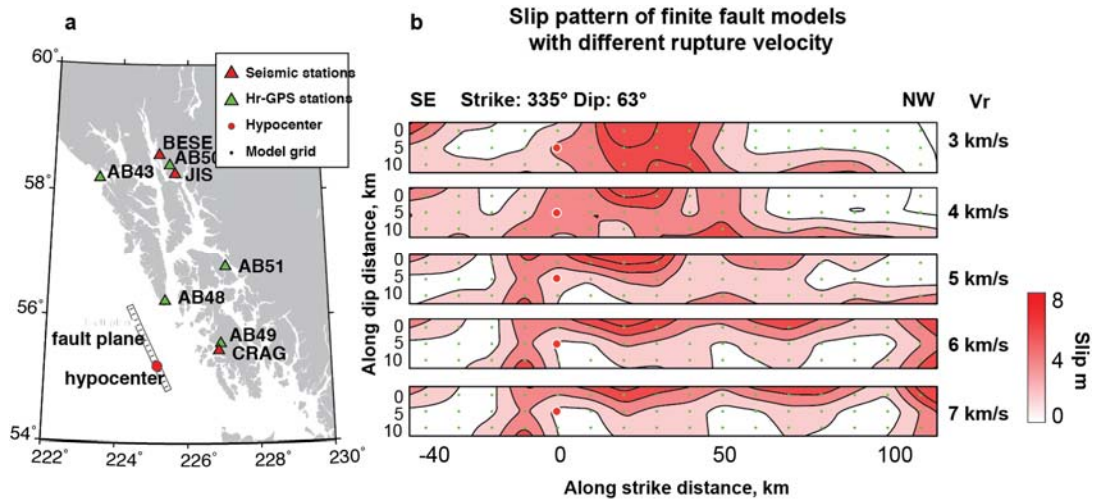 a
60°
58°
56°
54°
222°
224°
226°
228°
230°
Seismic stations
Hr-GPS stations
Hypocenter
Model grid
BESE
AB50
JIS
AB43
AB51
AB48
AB49
CRAG
fault plane
hypocenter
b
Slip pattern of finite fault models
with different rupture velocity
SE Strike: 335° Dip: 63° NW Vr
0
5
10
3 km/s
0
5
10
4 km/s
0
5
10
5 km/s
0
5
10
6 km/s
0
5
10
7 km/s
Along dip distance, km
-40 0 50 100
Along strike distance, km
8
4
0
Slip m